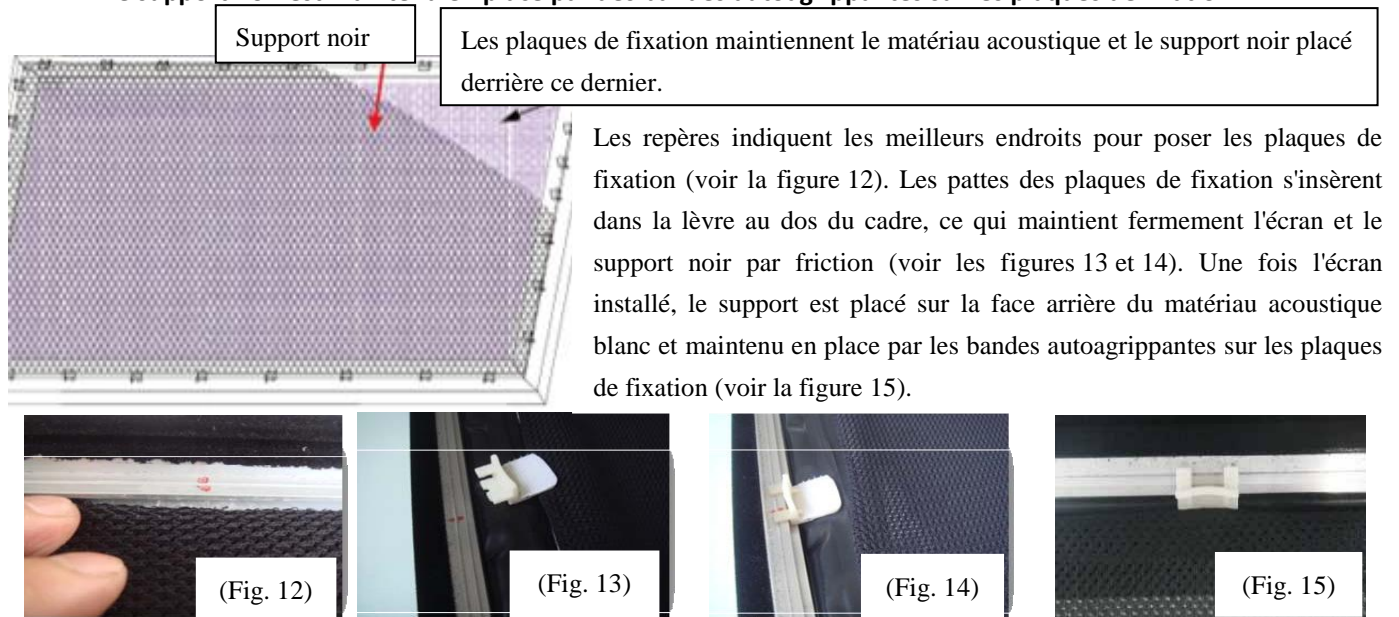 Support noir
Les plaques de fixation maintiennent le matériau acoustique et le support noir placé
derrière ce dernier.
Les repères indiquent les meilleurs endroits pour poser les plaques de
fixation (voir la figure 12). Les pattes des plaques de fixation s'insèrent
dans la lèvre au dos du cadre, ce qui maintient fermement l'écran et le
support noir par friction (voir les figures 13 et 14). Une fois l'écran
installé, le support est placé sur la face arrière du matériau acoustique
blanc et maintenu en place par les bandes autoagrippantes sur les plaques
de fixation (voir la figure 15).
(Fig. 12)
(Fig. 13)
(Fig. 14)
(Fig. 15)